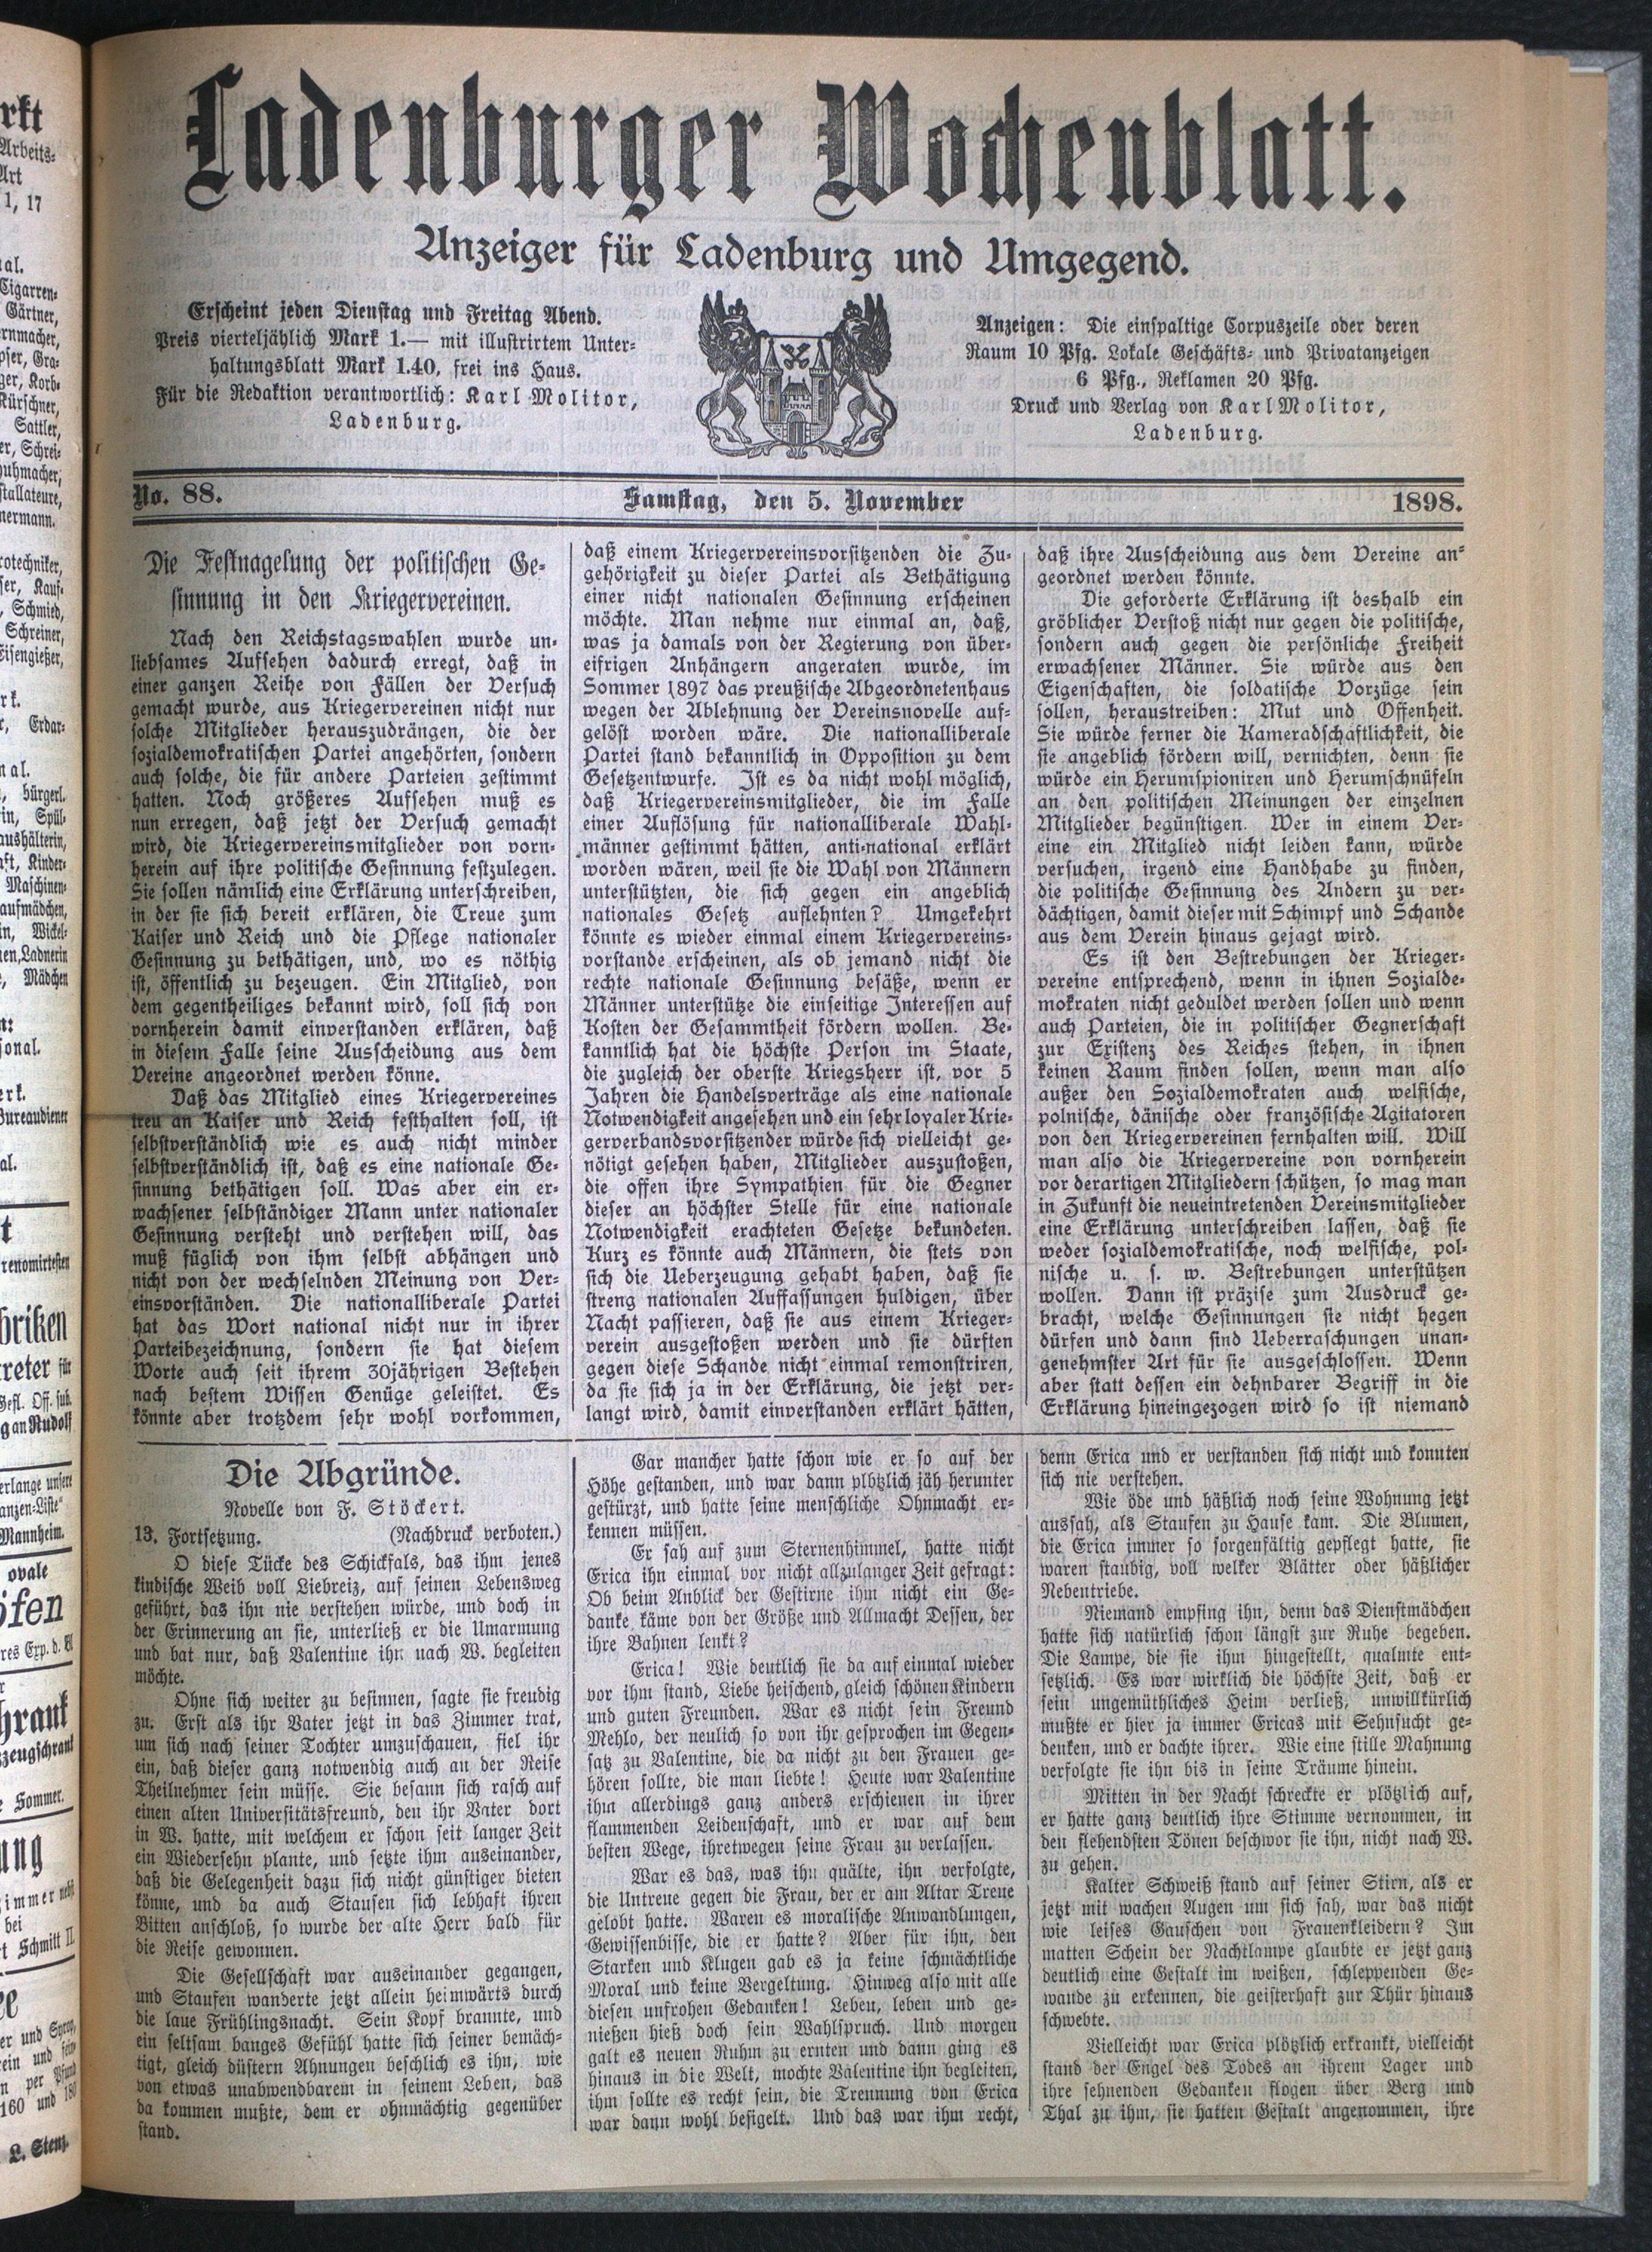 Ladenburger Wochenblatt.
Anzeiger für Ladenburg und Umgegend.
Erscheint jeden Dienstag und Freitag Abend.
Preis vierteljählich Mark 1.— mit illustrirtem Unter-
haltungsblatt Mark 1.40, frei ins Haus.
Für die Redaktion verantwortlich: Karl Molitor,
Ladenburg.
Anzeigen: Die einspaltige Corpuszeile oder deren
Raum 10 Pfg. Lokale Geschäfts- und Privatanzeigen
6 Pfg., Reklamen 20 Pfg.
Druck und Verlag von Karl Molitor,
Ladenburg.
No. 88.
Samstag, den 5. November
1898.
Die Festnagelung der politischen Ge-
sinnung in den Kriegervereinen.
Nach den Reichstagswahlen wurde un-
liebsames Aufsehen dadurch erregt, daß in
einer ganzen Reihe von Fällen der Versuch
gemacht wurde, aus Kriegervereinen nicht nur
solche Mitglieder herauszudrängen, die der
sozialdemokratischen Partei angehörten, sondern
auch solche, die für andere Parteien gestimmt
hatten. Noch größeres Aufsehen muß es
nun erregen, daß jetzt der Versuch gemacht
wird, die Kriegervereinsmitglieder von vorn-
herein auf ihre politische Gesinnung festzulegen.
Sie sollen nämlich eine Erklärung unterschreiben,
in der sie sich bereit erklären, die Treue zum
Kaiser und Reich und die Pflege nationaler
Gesinnung zu bethätigen, und, wo es nöthig
ist, öffentlich zu bezeugen. Ein Mitglied, von
dem gegentheiliges bekannt wird, soll sich von
vornherein damit einverstanden erklären, daß
in diesem Falle seine Ausscheidung aus dem
Vereine angeordnet werden könne.
Daß das Mitglied eines Kriegervereines
treu an Kaiser und Reich festhalten soll, ist
selbstverständlich wie es auch nicht minder
selbstverständlich ist, daß es eine nationale Ge-
sinnung bethätigen soll. Was aber ein er-
wachsener selbständiger Mann unter nationaler
Gesinnung versteht und verstehen will, das
muß füglich von ihm selbst abhängen und
nicht von der wechselnden Meinung von Ver-
einsvorständen. Die nationalliberale Partei
hat das Wort national nicht nur in ihrer
Parteibezeichnung, sondern sie hat diesem
Worte auch seit ihrem 30jährigen Bestehen
nach bestem Wissen Genüge geleistet. Es
könnte aber trotzdem sehr wohl vorkommen,
daß einem Kriegervereinsvorsitzenden die Zu-
gehörigkeit zu dieser Partei als Bethätigung
einer nicht nationalen Gesinnung erscheinen
möchte. Man nehme nur einmal an, daß,
was ja damals von der Regierung von über-
eifrigen Anhängern angeraten wurde, im
Sommer 1897 das preußische Abgeordnetenhaus
wegen der Ablehnung der Vereinsnovelle auf-
gelöst worden wäre. Die nationalliberale
Partei stand bekanntlich in Opposition zu dem
Gesetzentwurfe. Ist es da nicht wohl möglich,
daß Kriegervereinsmitglieder, die im Falle
einer Auflösung für nationalliberale Wahl-
männer gestimmt hätten, anti-national erklärt
worden wären, weil sie die Wahl von Männern
unterstützten, die sich gegen ein angeblich
nationales Gesetz auflehnten? Umgekehrt
könnte es wieder einmal einem Kriegervereins-
vorstande erscheinen, als ob jemand nicht die
rechte nationale Gesinnung besäße, wenn er
Männer unterstütze die einseitige Interessen auf
Kosten der Gesammtheit fördern wollen. Be-
kanntlich hat die höchste Person im Staate,
die zugleich der oberste Kriegsherr ist, vor 5
Jahren die Handelsverträge als eine nationale
Notwendigkeit angesehen und ein sehr loyaler Krie-
gerverbandsvorsitzender würde sich vielleicht ge-
nötigt gesehen haben, Mitglieder auszustoßen,
die offen ihre Sympathien für die Gegner
dieser an höchster Stelle für eine nationale
Notwendigkeit erachteten Gesetze bekundeten.
Kurz es könnte auch Männern, die stets von
sich die Ueberzeugung gehabt haben, daß sie
streng nationalen Auffassungen huldigen, über
Nacht passieren, daß sie aus einem Krieger-
verein ausgestoßen werden und sie dürften
gegen diese Schande nicht einmal remonstriren,
da sie sich ja in der Erklärung, die jetzt ver-
langt wird, damit einverstanden erklärt hätten,
daß ihre Ausscheidung aus dem Vereine an-
geordnet werden könnte.
Die geforderte Erklärung ist deshalb ein
gröblicher Verstoß nicht nur gegen die politische,
sondern auch gegen die persönliche Freiheit
erwachsener Männer. Sie würde aus den
Eigenschaften, die soldatische Vorzüge sein
sollen, heraustreiben: Mut und Offenheit.
Sie würde ferner die Kameradschaftlichkeit, die
sie angeblich fördern will, vernichten, denn sie
würde ein Herumspioniren und Herumschnüfeln
an den politischen Meinungen der einzelnen
Mitglieder begünstigen. Wer in einem Ver-
eine ein Mitglied nicht leiden kann, würde
versuchen, irgend eine Handhabe zu finden,
die politische Gesinnung des Andern zu ver-
dächtigen, damit dieser mit Schimpf und Schande
aus dem Verein hinaus gejagt wird.
Es ist den Bestrebungen der Krieger-
vereine entsprechend, wenn in ihnen Sozialde-
mokraten nicht geduldet werden sollen und wenn
auch Parteien, die in politischer Gegnerschaft
zur Existenz des Reiches stehen, in ihnen
keinen Raum finden sollen, wenn man also
außer den Sozialdemokraten auch welfische,
polnische, dänische oder französische Agitatoren
von den Kriegervereinen fernhalten will. Will
man also die Kriegervereine von vornherein
vor derartigen Mitgliedern schützen, so mag man
in Zukunft die neueintretenden Vereinsmitglieder
eine Erklärung unterschreiben lassen, daß sie
weder sozialdemokratische, noch welfische, pol-
nische u. s. w. Bestrebungen unterstützen
wollen. Dann ist präzise zum Ausdruck ge-
bracht, welche Gesinnungen sie nicht hegen
dürfen und dann sind Ueberraschungen unan-
genehmster Art für sie ausgeschlossen. Wenn
aber statt dessen ein dehnbarer Begriff in die
Erklärung hineingezogen wird so ist niemand
Die Abgründe.
Novelle von F. Stöckert.
13. Fortsetzung. (Nachdruck verboten.)
O diese Tücke des Schicksals, das ihm jenes
kindische Weib voll Liebreiz, auf seinen Lebensweg
geführt, das ihn nie verstehen würde, und doch in
der Erinnerung an sie, unterließ er die Umarmung
und bat nur, daß Valentine ihn nach W. begleiten
möchte.
Ohne sich weiter zu besinnen, sagte sie freudig
zu. Erst als ihr Vater jetzt in das Zimmer trat,
um sich nach seiner Tochter umzuschauen, fiel ihr
ein, daß dieser ganz notwendig auch an der Reise
Theilnehmer sein müsse. Sie besann sich rasch auf
einen alten Universitätsfreund, den ihr Vater dort
in W. hatte, mit welchem er schon seit langer Zeit
ein Wiedersehn plante, und setzte ihm auseinander,
daß die Gelegenheit dazu sich nicht günstiger bieten
könne, und da auch Stausen sich lebhaft ihren
Bitten anschloß, so wurde der alte Herr bald für
die Reise gewonnen.
Die Gesellschaft war auseinander gegangen,
und Staufen wanderte jetzt allein heimwärts durch
die laue Frühlingsnacht. Sein Kopf brannte, und
ein seltsam banges Gefühl hatte sich seiner bemäch-
tigt, gleich düstern Ahnungen beschlich es ihn, wie
von etwas unabwendbarem in seinem Leben, das
da kommen mußte, dem er ohnmächtig gegenüber
stand.
Gar mancher hatte schon wie er so auf der
Höhe gestanden, und war dann plötzlich jäh herunter
gestürzt, und hatte seine menschliche Ohnmacht er-
kennen müssen.
Er sah auf zum Sternenhimmel, hatte nicht
Erica ihn einmal vor nicht allzulanger Zeit gefragt:
Ob beim Anblick der Gestirne ihm nicht ein Ge-
danke käme von der Größe und Allmacht Dessen, der
ihre Bahnen lenkt?
Erica! Wie deutlich sie da auf einmal wieder
vor ihm stand, Liebe heischend, gleich schönen Kindern
und guten Freunden. War es nicht sein Freund
Mehlo, der neulich so von ihr gesprochen im Gegen-
satz zu Valentine, die da nicht zu den Frauen ge-
hören sollte, die man liebte! Heute war Valentine
ihm allerdings ganz anders erschienen in ihrer
flammenden Leidenschaft, und er war auf dem
besten Wege, ihretwegen seine Frau zu verlassen.
War es das, was ihn quälte, ihn verfolgte,
die Untreue gegen die Frau, der er am Altar Treue
gelobt hatte. Waren es moralische Anwandlungen,
Gewissenbisse, die er hatte? Aber für ihn, den
Starken und Klugen gab es ja keine schmächtliche
Moral und keine Vergeltung. Hinweg also mit alle
diesen unfrohen Gedanken! Leben, leben und ge-
nießen hieß doch sein Wahlspruch. Und morgen
galt es neuen Ruhm zu ernten und dann ging es
hinaus in die Welt, mochte Valentine ihn begleiten,
ihm sollte es recht sein, die Trennung von Erica
war dann wohl besigelt. Und das war ihm recht,
denn Erica und er verstanden sich nicht und konnten
sich nie verstehen.
Wie öde und häßlich noch seine Wohnung jetzt
aussah, als Staufen zu Hause kam. Die Blumen,
die Erica immer so sorgenfältig gepflegt hatte, sie
waren staubig, voll welker Blätter oder häßlicher
Nebentriebe.
Niemand empfing ihn, denn das Dienstmädchen
hatte sich natürlich schon längst zur Ruhe begeben.
Die Lampe, die sie ihm hingestellt, qualmte ent-
setzlich. Es war wirklich die höchste Zeit, daß er
sein ungemüthliches Heim verließ, unwillkürlich
mußte er hier ja immer Ericas mit Sehnsucht ge-
denken, und er dachte ihrer. Wie eine stille Mahnung
verfolgte sie ihn bis in seine Träume hinein.
Mitten in der Nacht schreckte er plötzlich auf,
er hatte ganz deutlich ihre Stimme vernommen, in
den flehendsten Tönen beschwor sie ihn, nicht nach W.
zu gehen.
Kalter Schweiß stand auf seiner Stirn, als er
jetzt mit wachen Augen um sich sah, war das nicht
wie leises Gauschen von Frauenkleidern? Im
matten Schein der Nachtlampe glaubte er jetzt ganz
deutlich eine Gestalt im weißen, schleppenden Ge-
wande zu erkennen, die geisterhaft zur Thür hinaus
schwebte.
Vielleicht war Erica plötzlich erkrankt, vielleicht
stand der Engel des Todes an ihrem Lager und
ihre sehnenden Gedanken flogen über Berg und
Thal zu ihm, sie hatten Gestalt angenommen, ihre